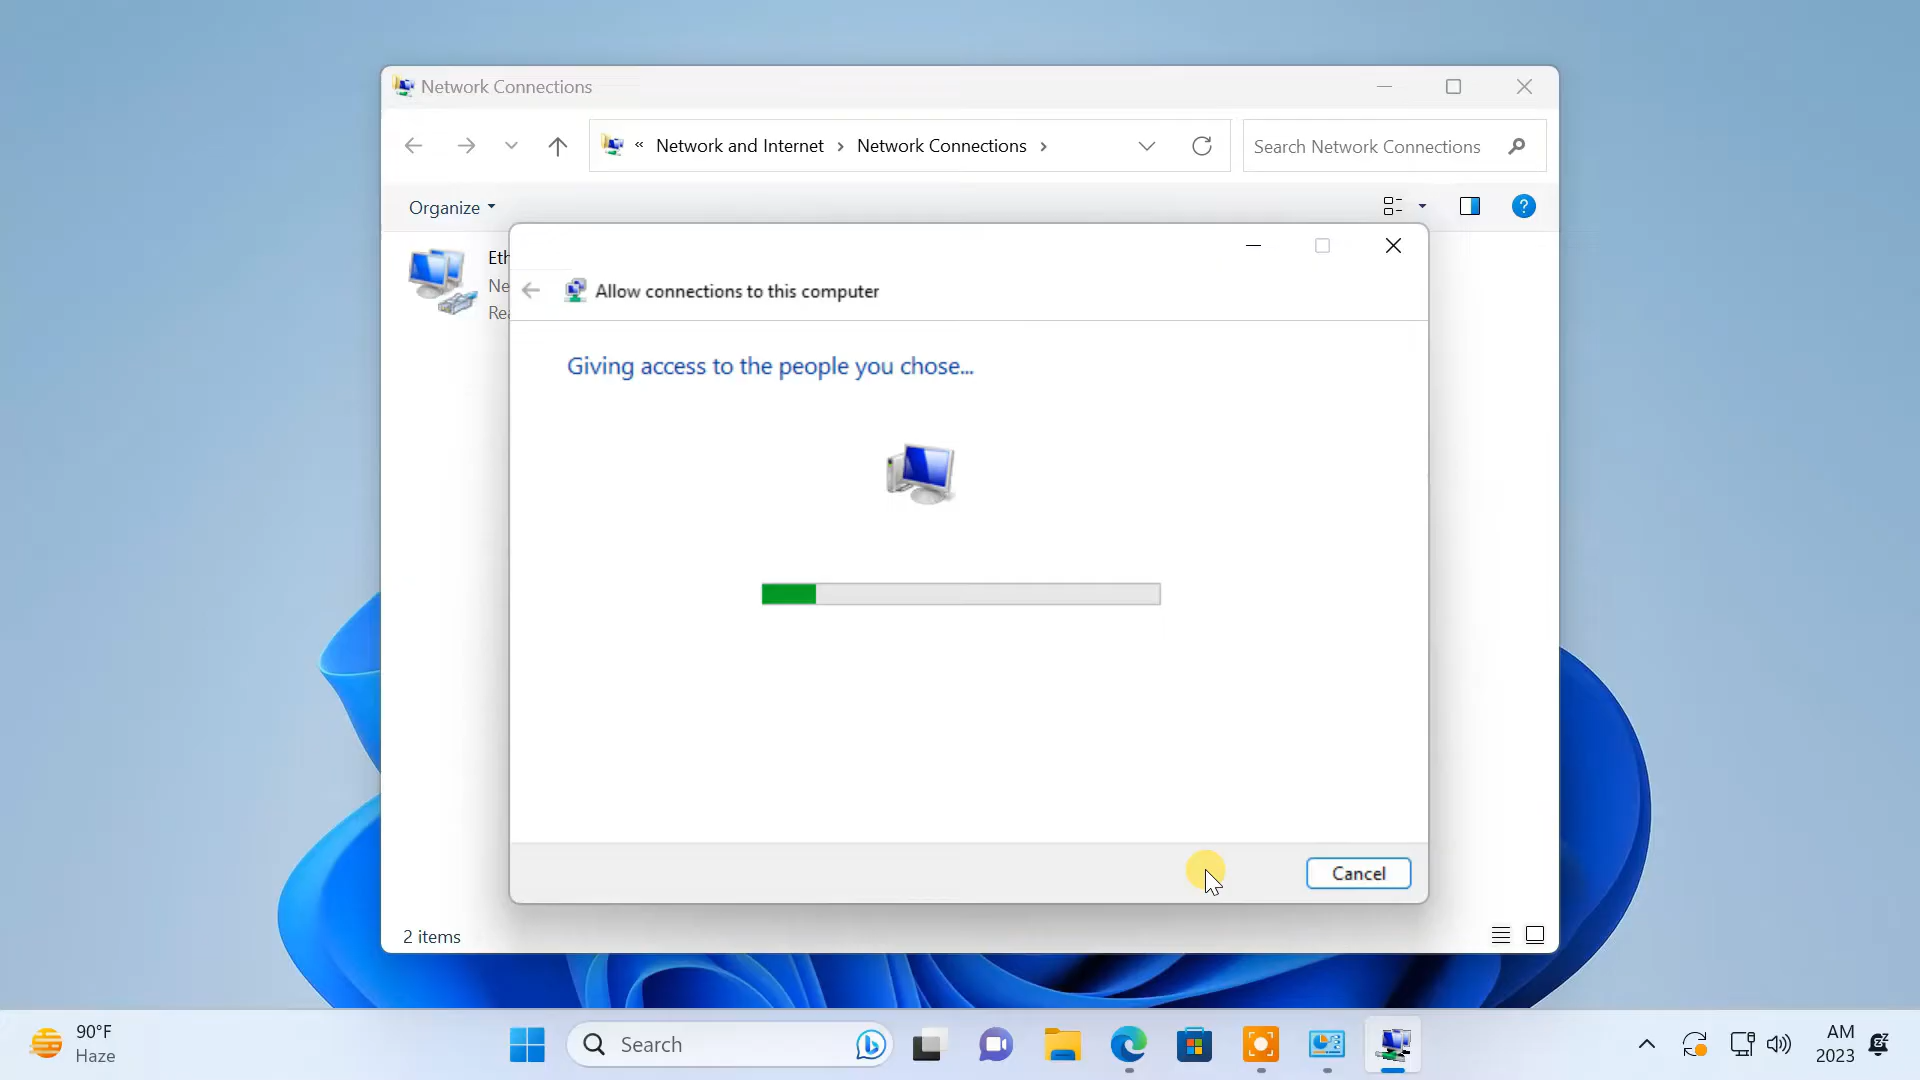 Network Connections
« Network and Internet › Network Connections ›
Search Network Connections
Organize
Eth
Ne
Rea
Allow connections to this computer
Giving access to the people you chose...
Cancel
2 items
90°F
Haze
Search
AM
2023